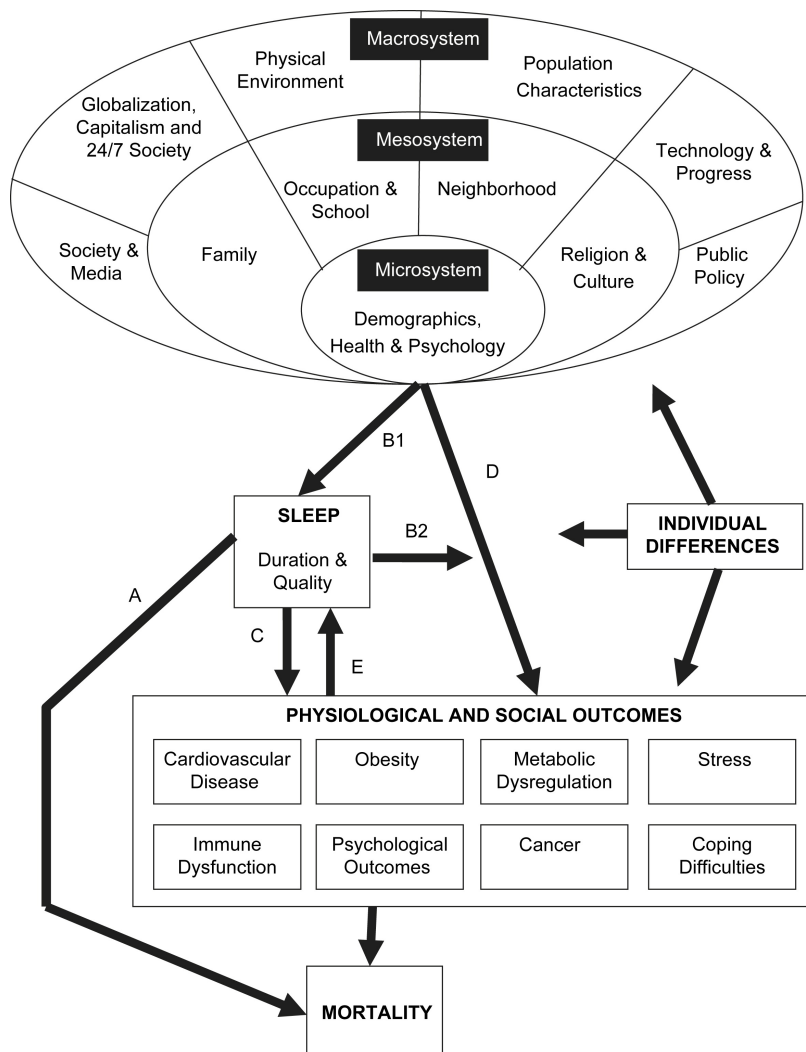 Macrosystem
Physical
Environment
Population
Characteristics
Globalization,
Capitalism and
24/7 Society
Mesosystem
Technology &
Progress
Occupation &
School
Neighborhood
Society &
Media
Family
Religion &
Culture
Public
Policy
Microsystem
Demographics,
Health & Psychology
B1
D
SLEEP
Duration &
Quality
B2
INDIVIDUAL
DIFFERENCES
A
C
E
PHYSIOLOGICAL AND SOCIAL OUTCOMES
Cardiovascular
Disease
Obesity
Metabolic
Dysregulation
Stress
Immune
Dysfunction
Psychological
Outcomes
Cancer
Coping
Difficulties
MORTALITY